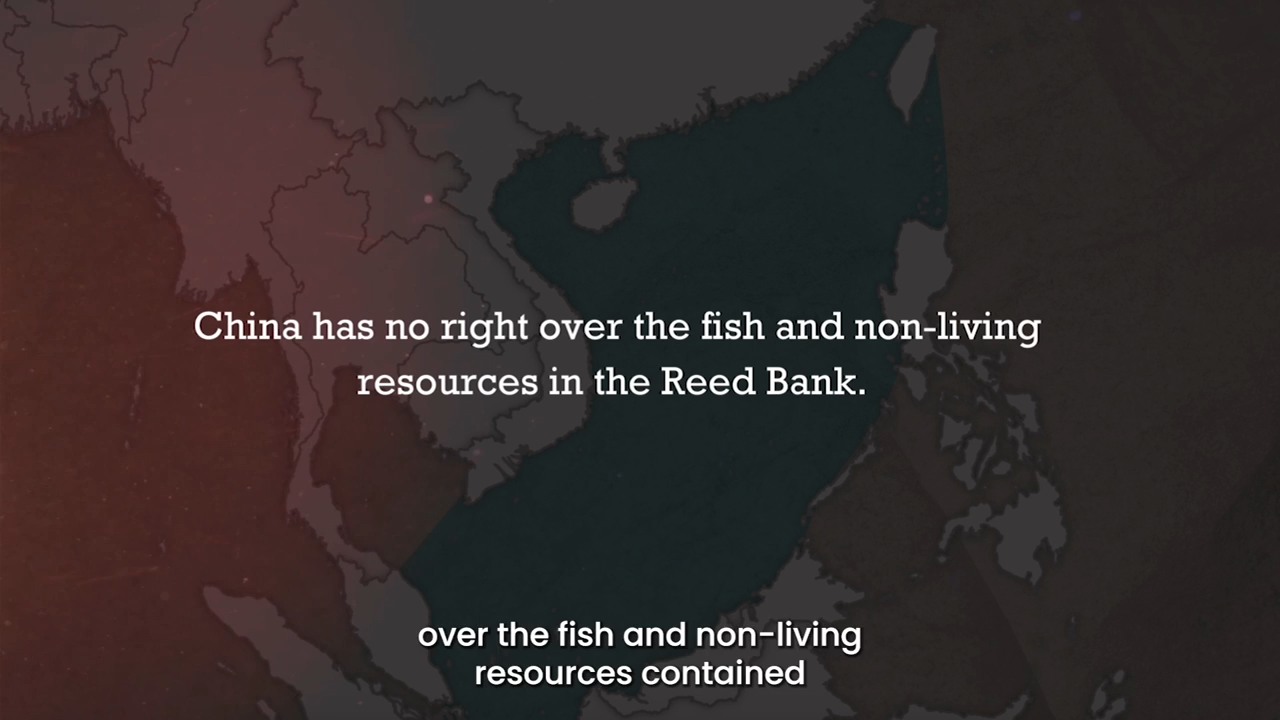 China has no right over the fish and non-living
resources in the Reed Bank.
over the fish and non-living
resources contained